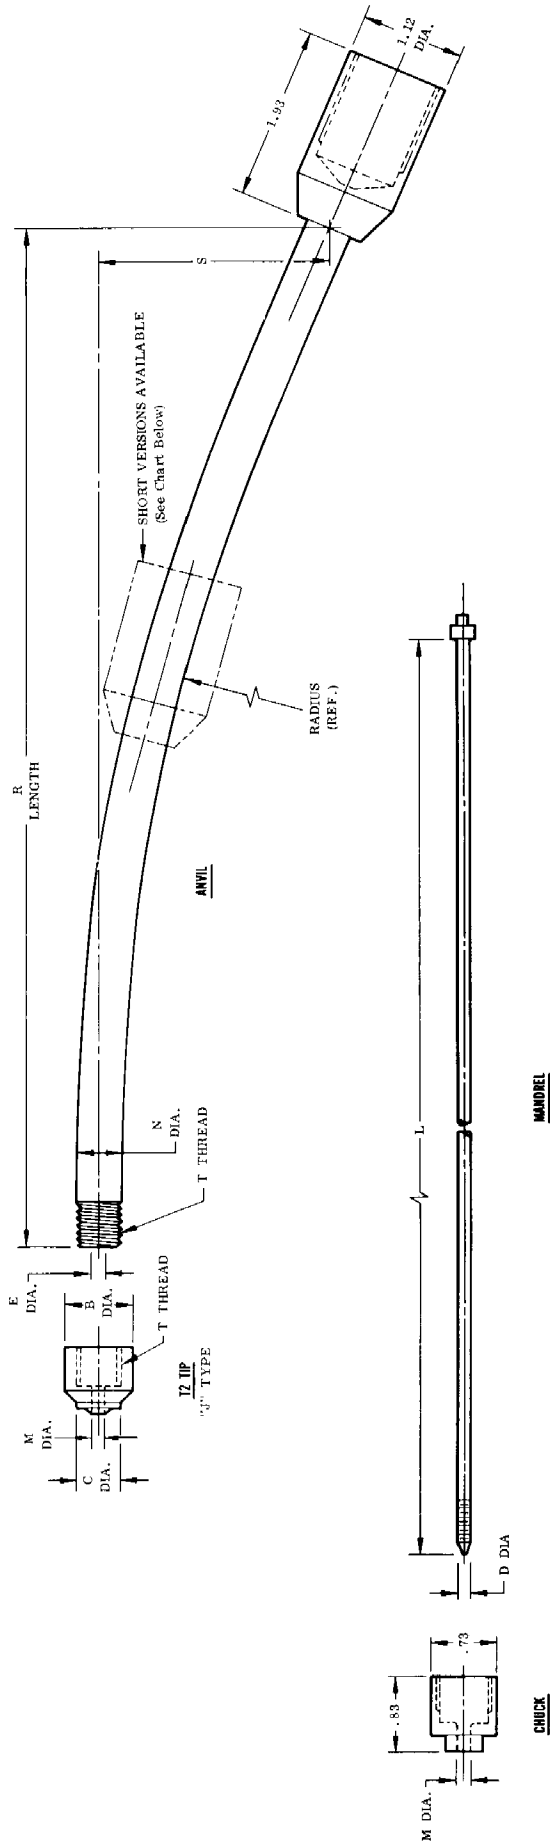 R
LENGTH
1.93
1.12
DIA.
S
SHORT VERSIONS AVAILABLE
(See Chart Below)
RADIUS
(REF.)
ANVIL
N
DIA.
T THREAD
E
DIA.
B
DIA.
T THREAD
T2 TIP
"J" TYPE
M
DIA.
C
DIA.
L
MANDREL
D DIA
.83
.73
M DIA.
CHUCK